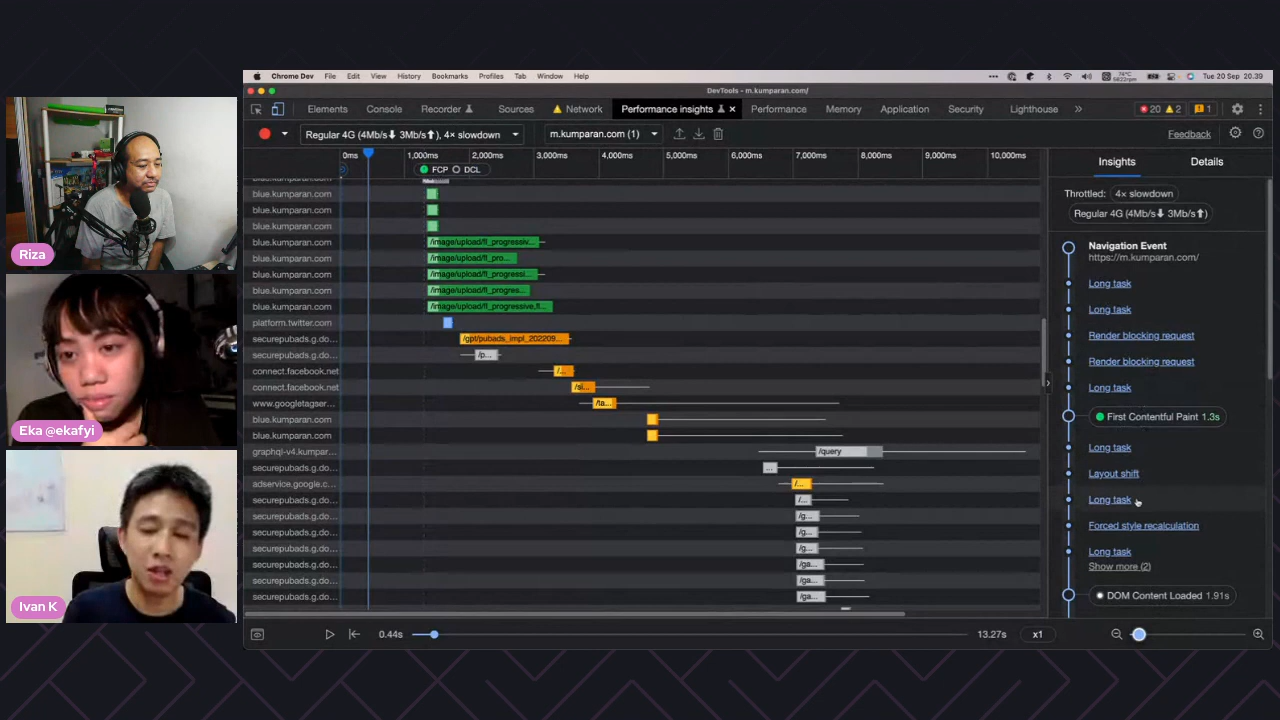 Riza
Eka @ekafyi
Ivan K
Chrome Dev File Edit View History Bookmarks Profiles Tab Window Help
Tue 20 Sep 20.39
DevTools - m.kumparan.com/
Elements Console Recorder Sources Network Performance insights Performance Memory Application Security Lighthouse 20 2 1
Regular 4G (4Mb/s 3Mb/s), 4× slowdown m.kumparan.com (1) Feedback
0ms 1,000ms 2,000ms 3,000ms 4,000ms 5,000ms 6,000ms 7,000ms 8,000ms 9,000ms 10,000ms
FCP DCL
blue.kumparan.com
blue.kumparan.com
blue.kumparan.com
blue.kumparan.com /image/upload/fl_progressiv...
blue.kumparan.com /image/upload/fl_pro...
blue.kumparan.com /image/upload/fl_progressi...
blue.kumparan.com /image/upload/fl_progres...
blue.kumparan.com /image/upload/fl_progressive,fl...
platform.twitter.com
securepubads.g.do... /gpt/pubads_impl_202209...
securepubads.g.do... /p...
connect.facebook.net /...
connect.facebook.net /si...
www.googletagser... /ta...
blue.kumparan.com
blue.kumparan.com
graphql-v4.kumpar... /query
securepubads.g.do... ...
adservice.google.c... /...
securepubads.g.do... /...
securepubads.g.do... /g...
securepubads.g.do... /g...
securepubads.g.do... /g...
securepubads.g.do... /ga...
securepubads.g.do... /ga...
securepubads.g.do... /ga...
0.44s 13.27s x1
Insights Details
Throttled: 4× slowdown
Regular 4G (4Mb/s 3Mb/s)
Navigation Event
https://m.kumparan.com/
Long task
Long task
Render blocking request
Render blocking request
Long task
First Contentful Paint 1.3s
Long task
Layout shift
Long task
Forced style recalculation
Long task
Show more (2)
DOM Content Loaded 1.91s